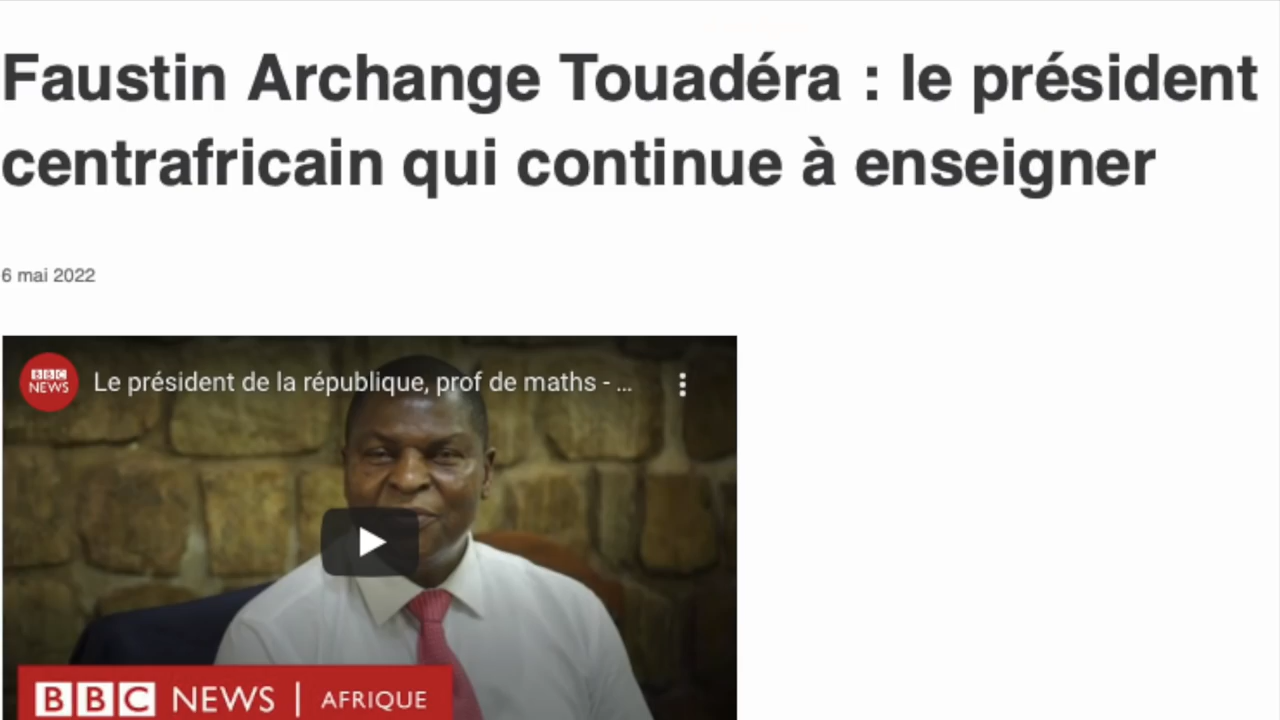 Faustin Archange Touadéra : le président
centrafricain qui continue à enseigner
6 mai 2022
BBC
NEWS
Le président de la république, prof de maths - ...
BBC NEWS | AFRIQUE